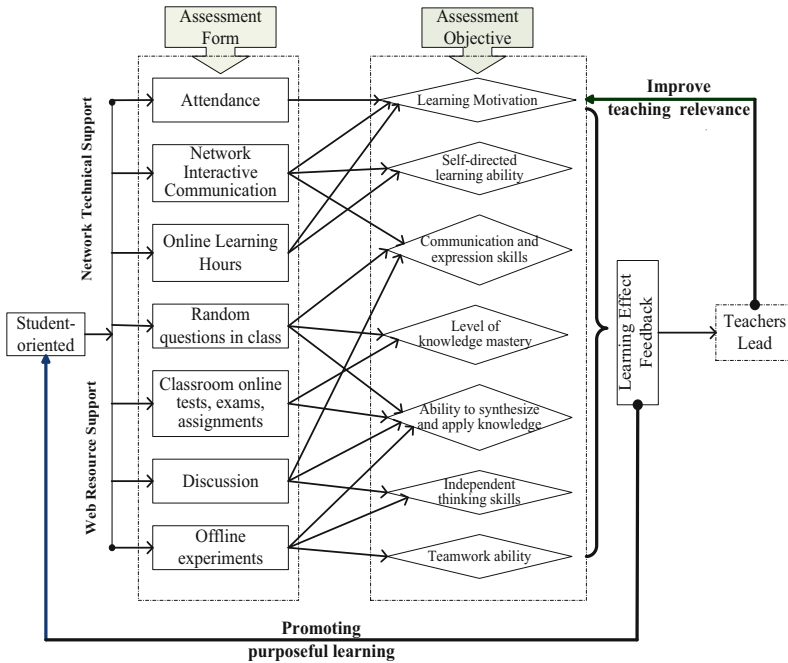 Assessment
Form
Assessment
Objective
Network Technical Support
Web Resource Support
Student-
oriented
Attendance
Network
Interactive
Communication
Online Learning
Hours
Random
questions in class
Classroom online
tests, exams,
assignments
Discussion
Offline
experiments
Learning Motivation
Self-directed
learning ability
Communication and
expression skills
Level of
knowledge mastery
Ability to synthesize
and apply knowledge
Independent
thinking skills
Teamwork ability
Learning Effect
Feedback
Improve
teaching relevance
Teachers
Lead
Promoting
purposeful learning